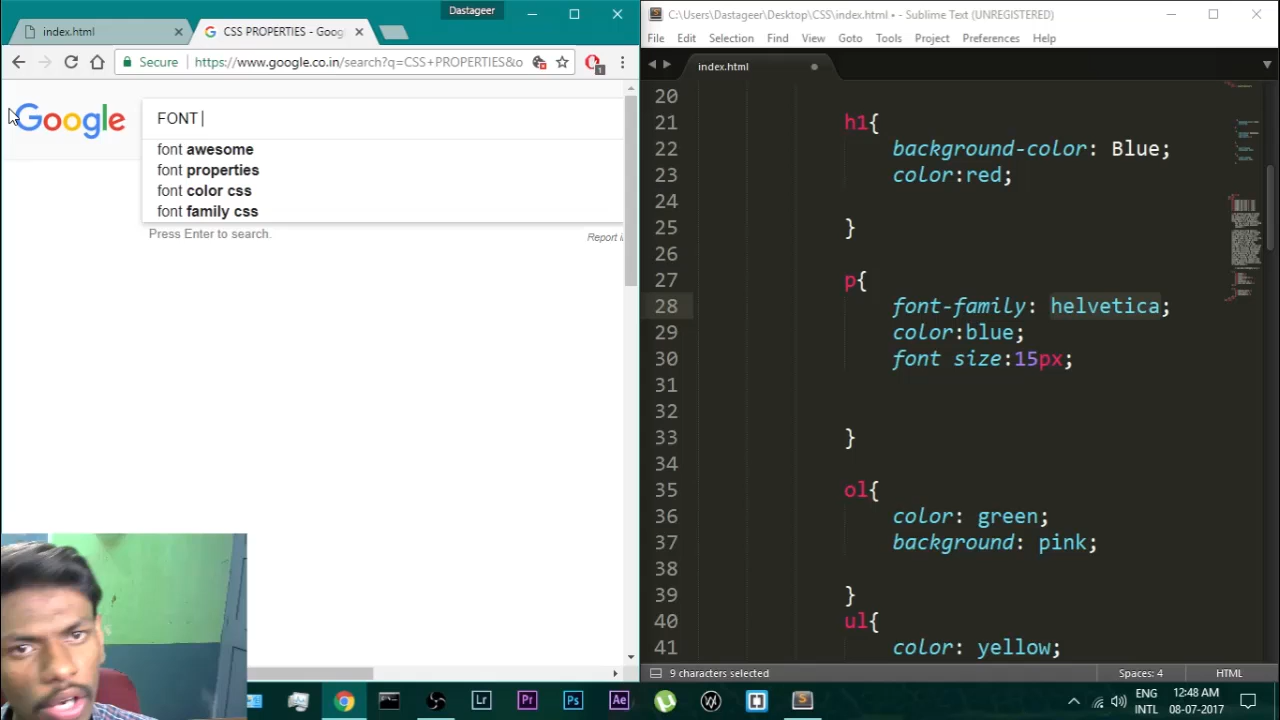 Dastageer
index.html
CSS PROPERTIES - Goog
Secure
https://www.google.co.in/search?q=CSS+PROPERTIES&o
1
Google
FONT
font awesome
font properties
font color css
font family css
Press Enter to search.
Report i
C:\Users\Dastageer\Desktop\CSS\index.html • - Sublime Text (UNREGISTERED)
File Edit Selection Find View Goto Tools Project Preferences Help
index.html
20
21 h1{
22 background-color: Blue;
23 color:red;
24
25 }
26
27 p{
28 font-family: helvetica;
29 color:blue;
30 font size:15px;
31
32
33 }
34
35 ol{
36 color: green;
37 background: pink;
38
39 }
40 ul{
41 color: yellow;
9 characters selected
Spaces: 4
HTML
Lr
Pr
Ps
Ae
ENG
INTL
12:48 AM
08-07-2017